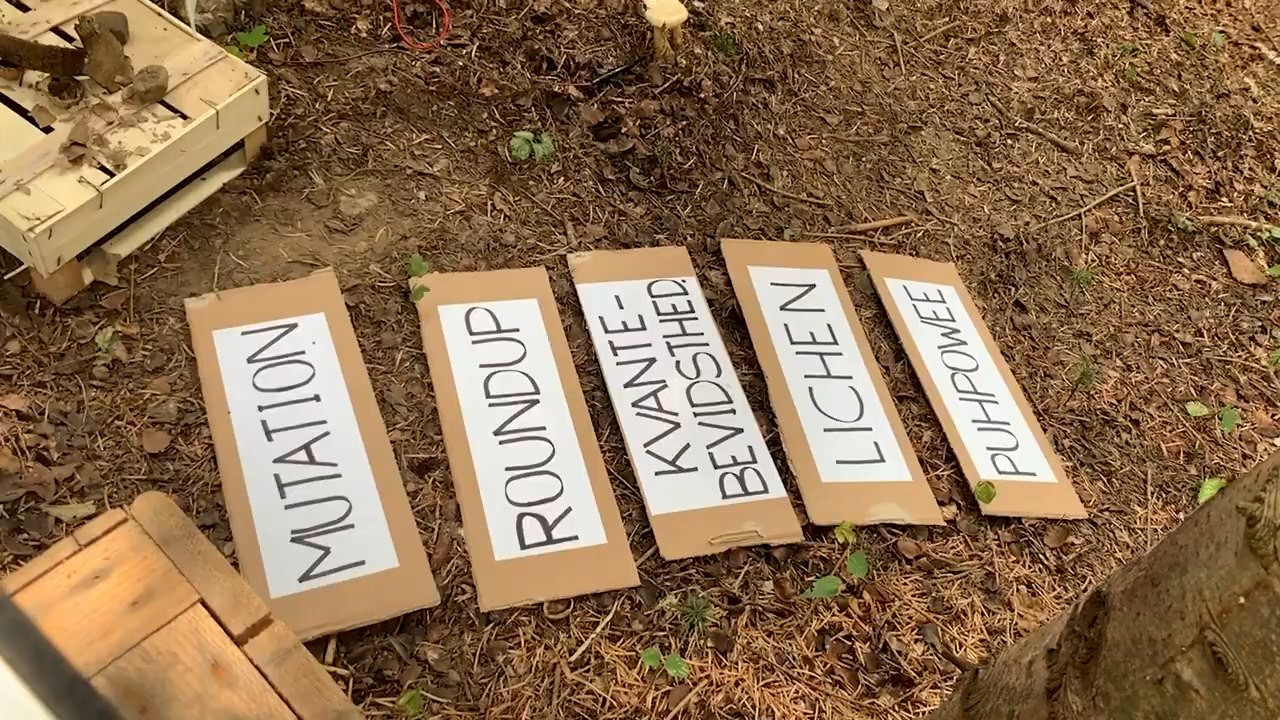 MUTATION
ROUNDUP
KVANTE-
BEVIDSTHED.
LICHEN
PUHPOWEE